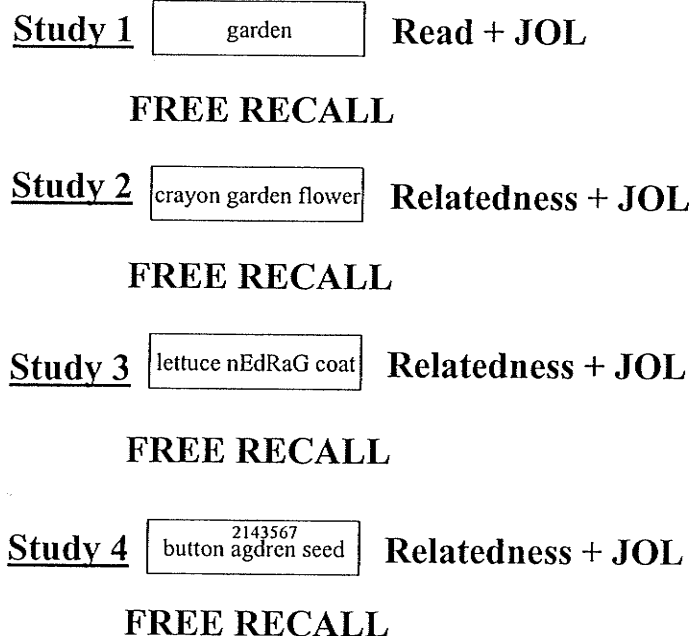 Study 1 garden Read + JOL
FREE RECALL
Study 2 crayon garden flower Relatedness + JOL
FREE RECALL
Study 3 lettuce nEdRaG coat Relatedness + JOL
FREE RECALL
2143567
Study 4 button agdren seed Relatedness + JOL
FREE RECALL